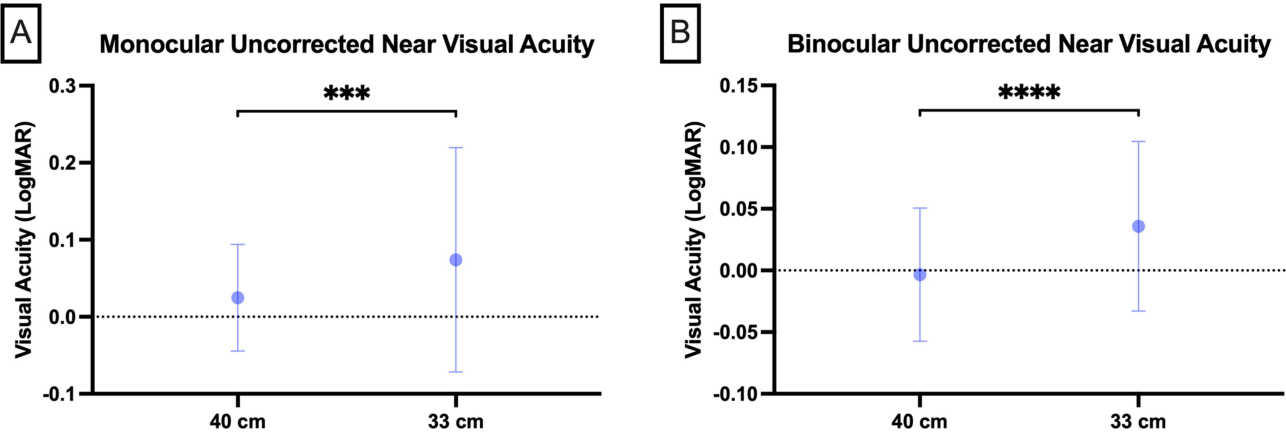 A
Monocular Uncorrected Near Visual Acuity
Visual Acuity (LogMAR)
0.3
0.2
0.1
0.0
-0.1
***
40 cm
33 cm
B
Binocular Uncorrected Near Visual Acuity
Visual Acuity (LogMAR)
0.15
0.10
0.05
0.00
-0.05
-0.10
****
40 cm
33 cm